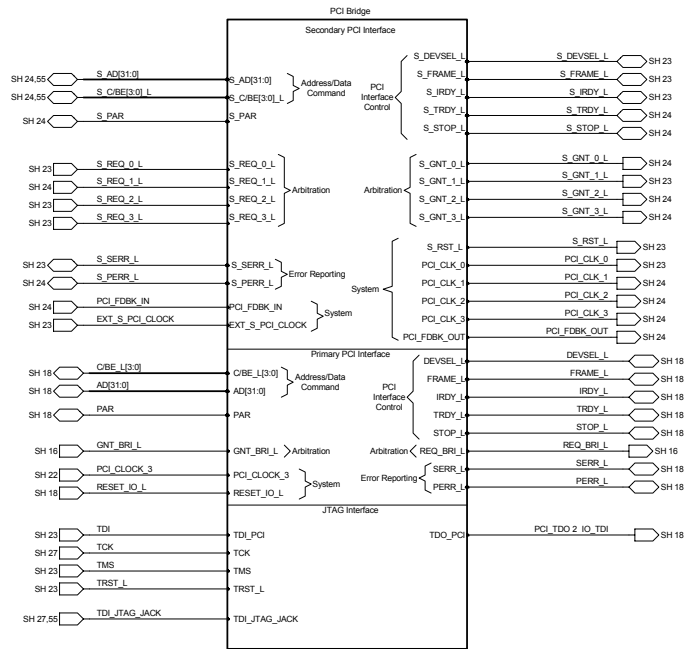 PCI Bridge
Secondary PCI Interface
SH 24,55 S_AD[31:0] S_AD[31:0] Address/Data
SH 24,55 S_C/BE[3:0]_L S_C/BE[3:0]_L Command
SH 24 S_PAR S_PAR
S_DEVSEL_L S_DEVSEL_L SH 23
S_FRAME_L S_FRAME_L SH 23
PCI
Interface
Control
S_IRDY_L S_IRDY_L SH 23
S_TRDY_L S_TRDY_L SH 24
S_STOP_L S_STOP_L SH 24
SH 23 S_REQ_0_L S_REQ_0_L
SH 24 S_REQ_1_L S_REQ_1_L
Arbitration
SH 23 S_REQ_2_L S_REQ_2_L
SH 23 S_REQ_3_L S_REQ_3_L
S_GNT_0_L S_GNT_0_L SH 24
S_GNT_1_L S_GNT_1_L SH 23
Arbitration
S_GNT_2_L S_GNT_2_L SH 24
S_GNT_3_L S_GNT_3_L SH 24
SH 23 S_SERR_L S_SERR_L
Error Reporting
SH 24 S_PERR_L S_PERR_L
SH 24 PCI_FDBK_IN PCI_FDBK_IN
System
SH 23 EXT_S_PCI_CLOCK EXT_S_PCI_CLOCK
S_RST_L S_RST_L SH 23
PCI_CLK_0 PCI_CLK_0 SH 23
PCI_CLK_1 PCI_CLK_1 SH 24
System
PCI_CLK_2 PCI_CLK_2 SH 24
PCI_CLK_3 PCI_CLK_3 SH 24
PCI_FDBK_OUT PCI_FDBK_OUT SH 24
Primary PCI Interface
SH 18 C/BE_L[3:0] C/BE_L[3:0] Address/Data
SH 18 AD[31:0] AD[31:0] Command
SH 18 PAR PAR
DEVSEL_L DEVSEL_L SH 18
FRAME_L FRAME_L SH 18
PCI
Interface
Control
IRDY_L IRDY_L SH 18
TRDY_L TRDY_L SH 18
STOP_L STOP_L SH 18
SH 16 GNT_BRI_L GNT_BRI_L Arbitration
Arbitration REQ_BRI_L REQ_BRI_L SH 16
SH 22 PCI_CLOCK_3 PCI_CLOCK_3
System
SH 18 RESET_IO_L RESET_IO_L
SERR_L SERR_L SH 18
Error Reporting
PERR_L PERR_L SH 18
JTAG Interface
SH 23 TDI TDI_PCI
TDO_PCI PCI_TDO 2 IO_TDI SH 18
SH 27 TCK TCK
SH 23 TMS TMS
SH 23 TRST_L TRST_L
SH 27,55 TDI_JTAG_JACK TDI_JTAG_JACK